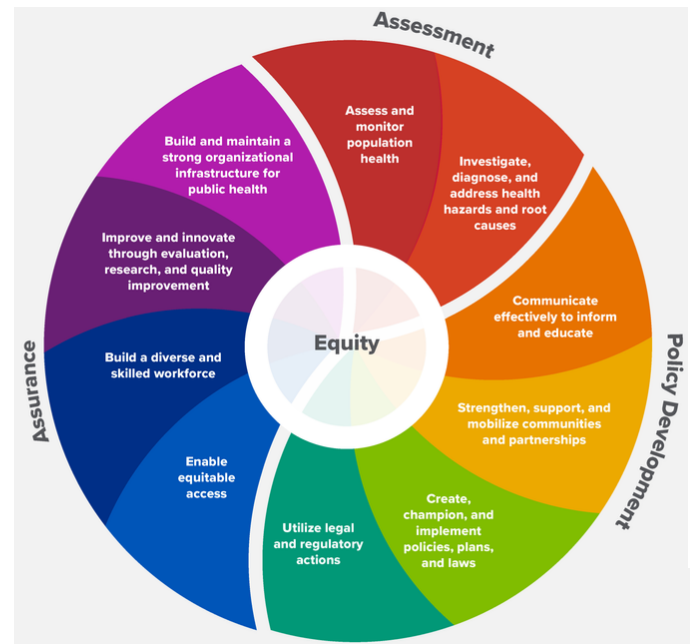 Assessment
Assess and
monitor
population
health
Investigate,
diagnose, and
address health
hazards and root
causes
Communicate
effectively to inform
and educate
Strengthen, support, and
mobilize communities
and partnerships
Policy Development
Create,
champion, and
implement
policies, plans,
and laws
Utilize legal
and regulatory
actions
Enable
equitable
access
Build a diverse and
skilled workforce
Improve and innovate
through evaluation,
research, and quality
improvement
Build and maintain a
strong organizational
infrastructure for
public health
Assurance
Equity